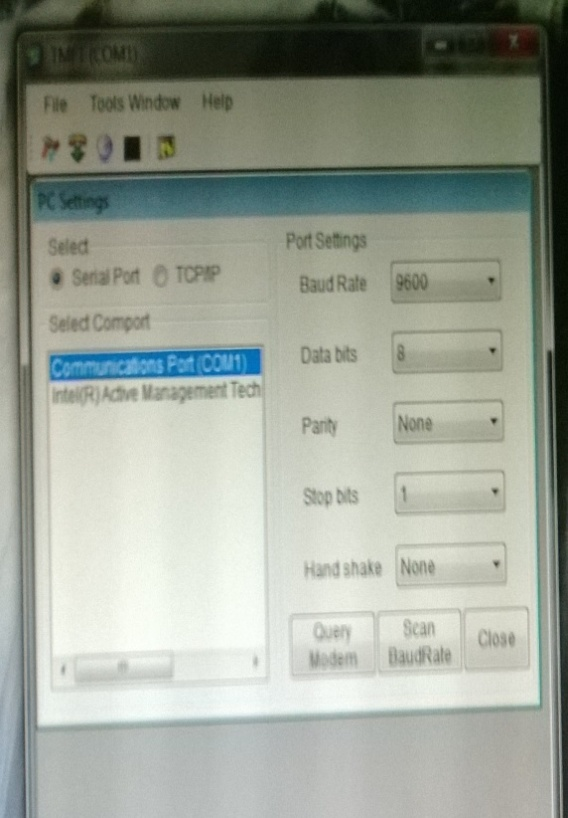 (COM1)
File Tools Window Help
PC Settings
Select
Serial Port TCP/IP
Select Comport
Communications Port (COM1)
Intel(R) Active Management Tech
Port Settings
Baud Rate 9600
Data bits 8
Parity None
Stop bits 1
Hand shake None
Query
Modem
Scan
BaudRate
Close